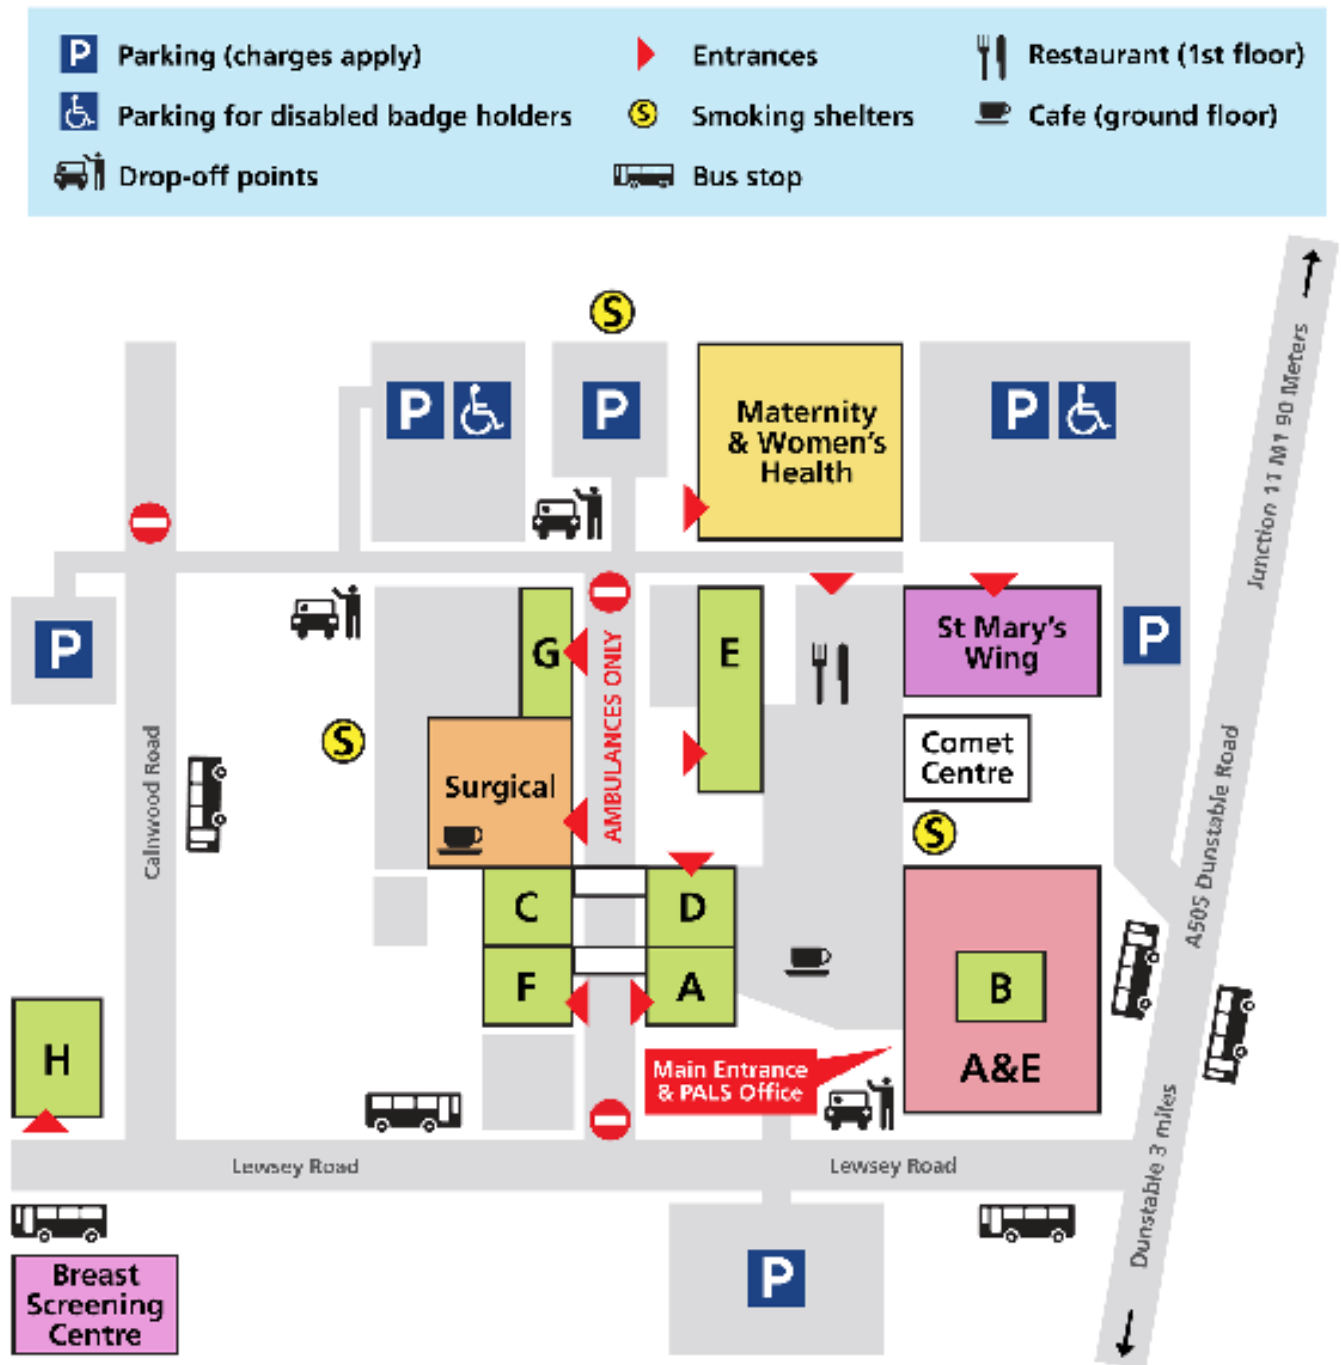 P Parking (charges apply)
Entrances
Restaurant (1st floor)
Parking for disabled badge holders
S Smoking shelters
Cafe (ground floor)
Drop-off points
Bus stop
S
P
P
P
Maternity
& Women's
Health
Junction 11 M1 90 Meters
P
G
E
St Mary's
Wing
P
AMBULANCES ONLY
S
Calnwood Road
Surgical
Comet
Centre
S
A505 Dunstable Road
C
D
F
A
B
A&E
H
Main Entrance
& PALS Office
Lewsey Road
Lewsey Road
Dunstable 3 miles
P
Breast
Screening
Centre